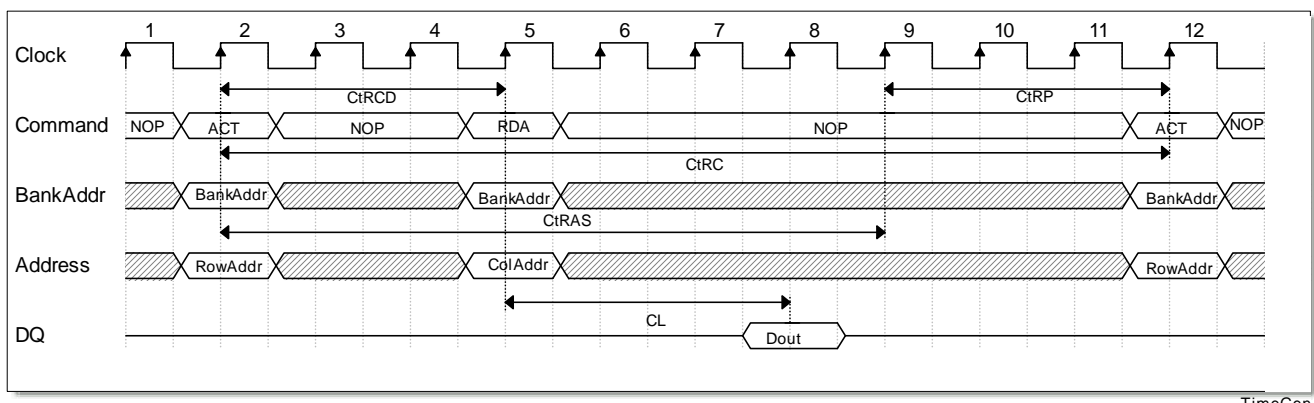 1 2 3 4 5 6 7 8 9 10 11 12
Clock
CtRCD CtRP
Command NOP ACT NOP RDA NOP ACT NOP
CtRC
BankAddr BankAddr BankAddr BankAddr
CtRAS
Address RowAddr ColAddr RowAddr
CL
DQ Dout
TimeGen